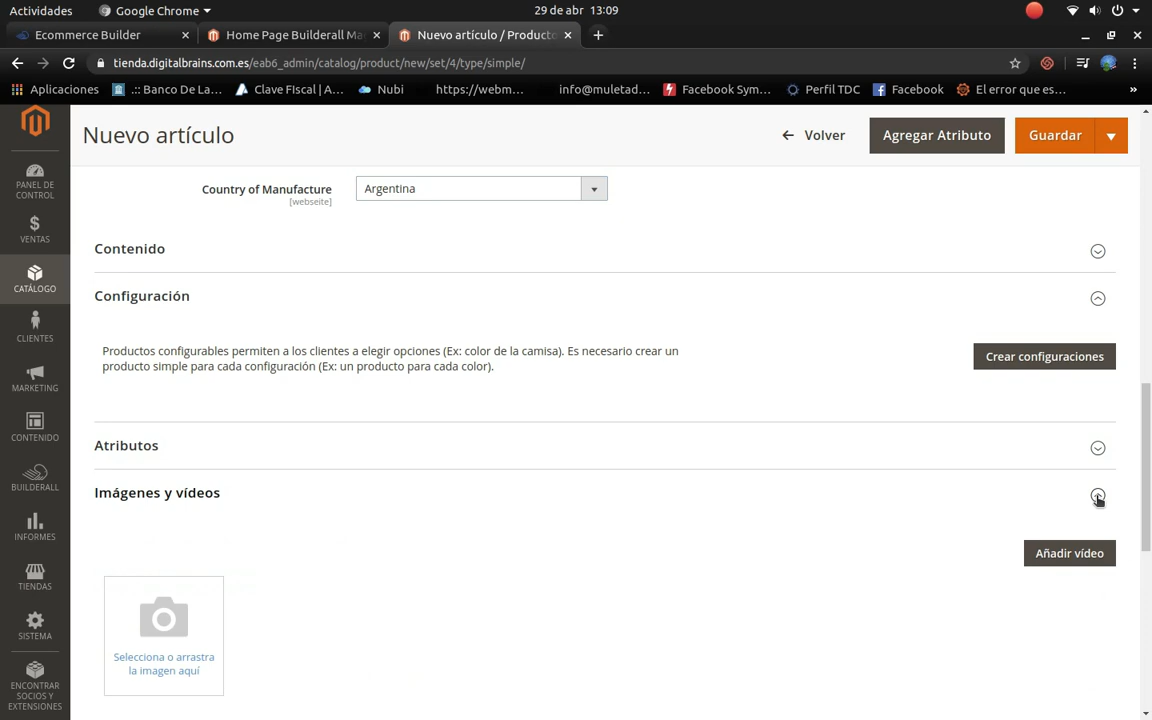 Actividades
Google Chrome
29 de abr 13:09
Ecommerce Builder
Home Page Builderall Ma
Nuevo artículo / Producto
tienda.digitalbrains.com.es/eab6_admin/catalog/product/new/set/4/type/simple/
Aplicaciones
.:: Banco De La...
Clave FIscal | A...
Nubi
https://webm...
info@muletad...
Facebook Sym...
Perfil TDC
Facebook
El error que es...
»
Nuevo artículo
Volver
Agregar Atributo
Guardar
PANEL DE
CONTROL
VENTAS
CATÁLOGO
CLIENTES
MARKETING
CONTENIDO
BUILDERALL
INFORMES
TIENDAS
SISTEMA
ENCONTRAR
SOCIOS Y
EXTENSIONES
Country of Manufacture
[webseite]
Argentina
Contenido
Configuración
Productos configurables permiten a los clientes a elegir opciones (Ex: color de la camisa). Es necesario crear un
producto simple para cada configuración (Ex: un producto para cada color).
Crear configuraciones
Atributos
Imágenes y vídeos
Añadir vídeo
Selecciona o arrastra
la imagen aquí